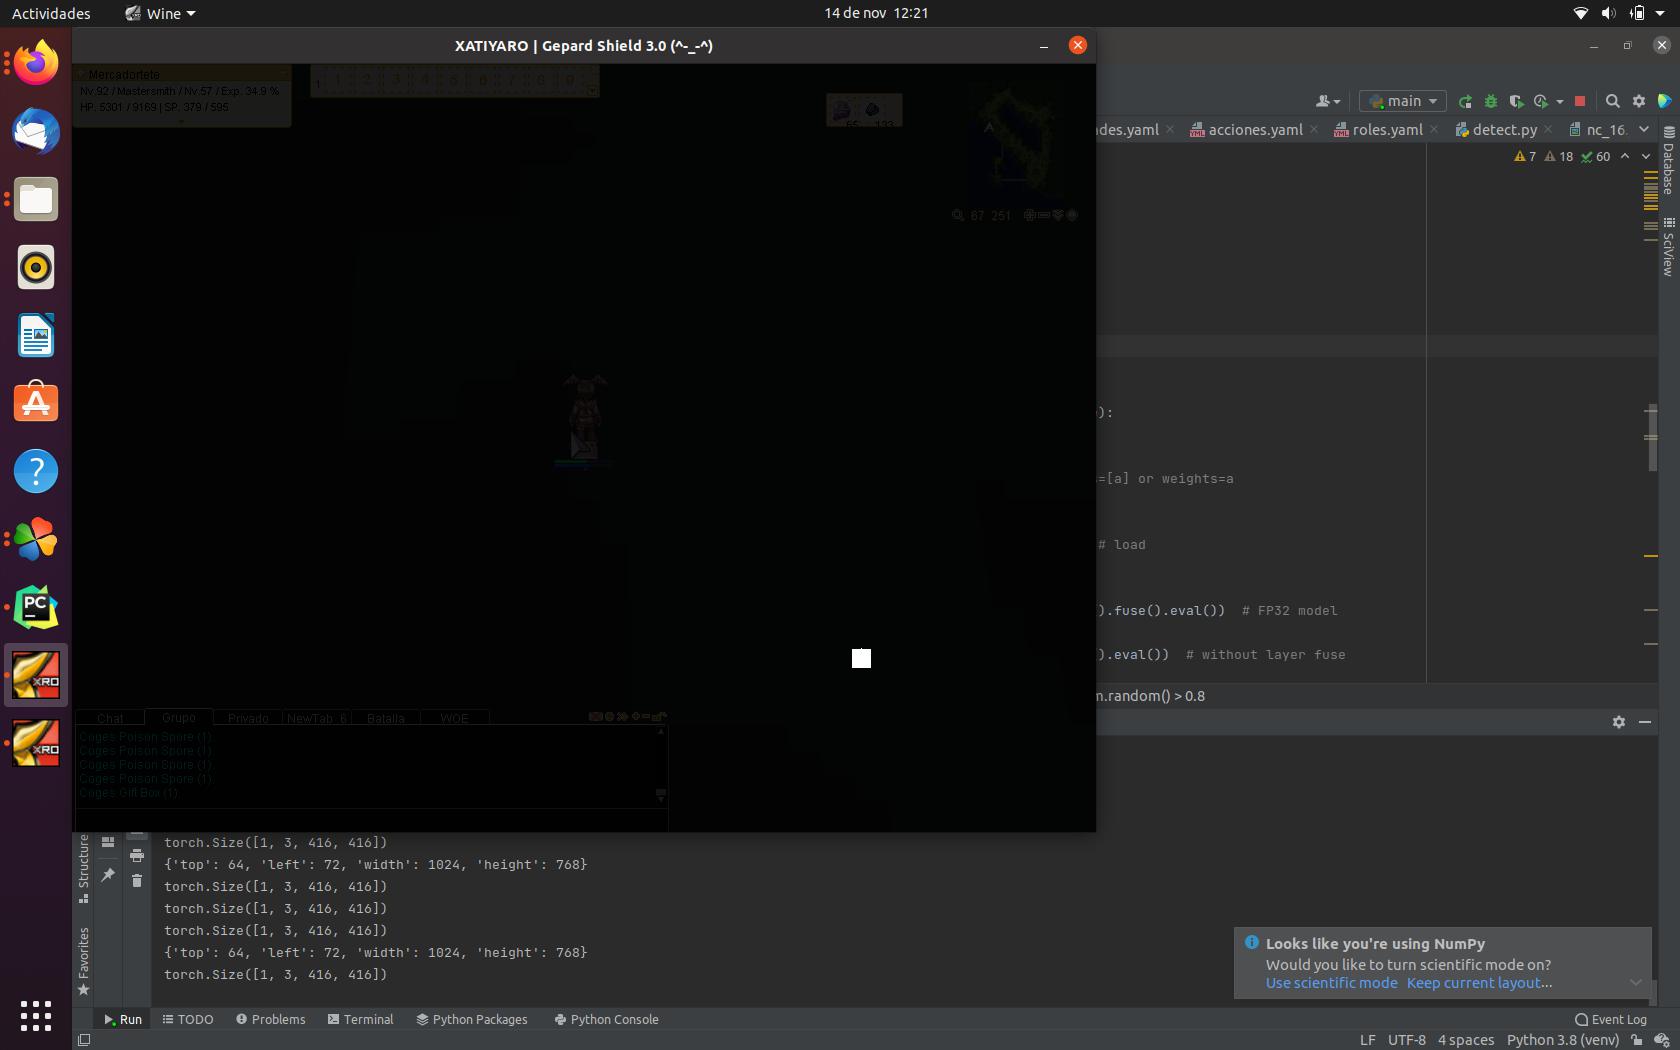 Actividades
Wine
14 de nov 12:21
XATIYARO | Gepard Shield 3.0 (^-_-^)
Mercadortete
Nv.92 / Mastersmith / Nv.57 / Exp. 34.9 %
HP. 5301 / 9169 | SP. 379 / 595
1 1 2 3 4 5 6 7 8 9
65 133
67 251
main
des.yaml
acciones.yaml
roles.yaml
detect.py
nc_16.
7 18 60
Database
SciView
):
=[a] or weights=a
# load
).fuse().eval()) # FP32 model
).eval()) # without layer fuse
m.random() > 0.8
Chat Grupo Privado NewTab_6 Batalla WOE
Coges Poison Spore (1).
Coges Poison Spore (1).
Coges Poison Spore (1).
Coges Poison Spore (1).
Coges Gift Box (1).
XRO
XRO
PC
Structure
Favorites
torch.Size([1, 3, 416, 416])
{'top': 64, 'left': 72, 'width': 1024, 'height': 768}
torch.Size([1, 3, 416, 416])
torch.Size([1, 3, 416, 416])
torch.Size([1, 3, 416, 416])
{'top': 64, 'left': 72, 'width': 1024, 'height': 768}
torch.Size([1, 3, 416, 416])
Looks like you're using NumPy
Would you like to turn scientific mode on?
Use scientific mode Keep current layout...
Run TODO Problems Terminal Python Packages Python Console
Event Log
LF UTF-8 4 spaces Python 3.8 (venv)